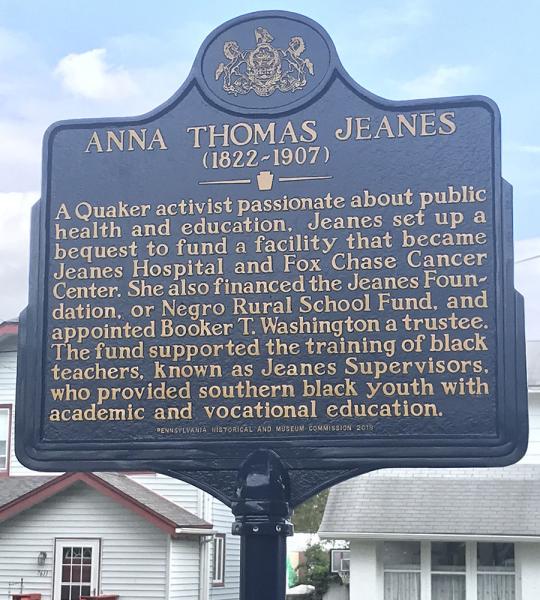 ANNA THOMAS JEANES
(1822-1907)
A Quaker activist passionate about public
health and education, Jeanes set up a
bequest to fund a facility that became
Jeanes Hospital and Fox Chase Cancer
Center. She also financed the Jeanes Foun-
dation, or Negro Rural School Fund, and
appointed Booker T. Washington a trustee.
The fund supported the training of black
teachers, known as Jeanes Supervisors,
who provided southern black youth with
academic and vocational education.
PENNSYLVANIA HISTORICAL AND MUSEUM COMMISSION 2019